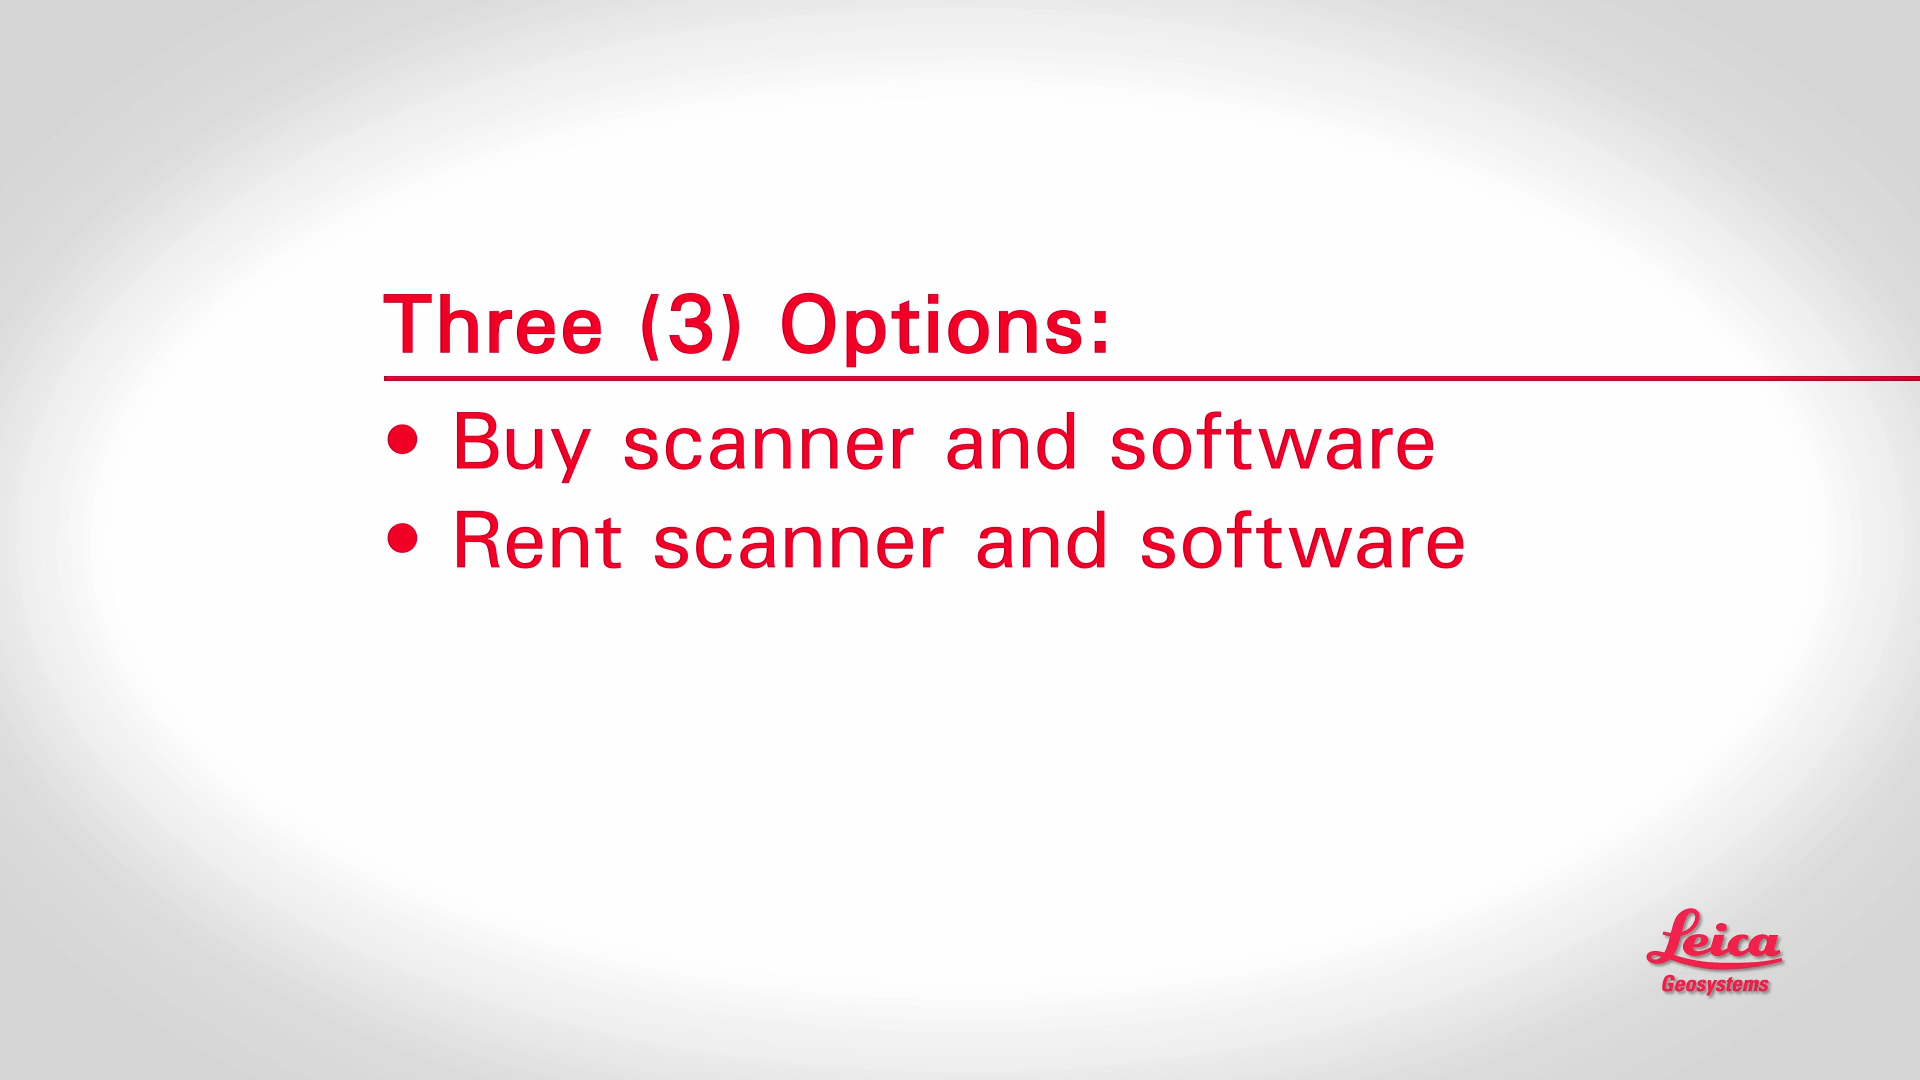 Three (3) Options:
• Buy scanner and software
• Rent scanner and software
Leica
Geosystems